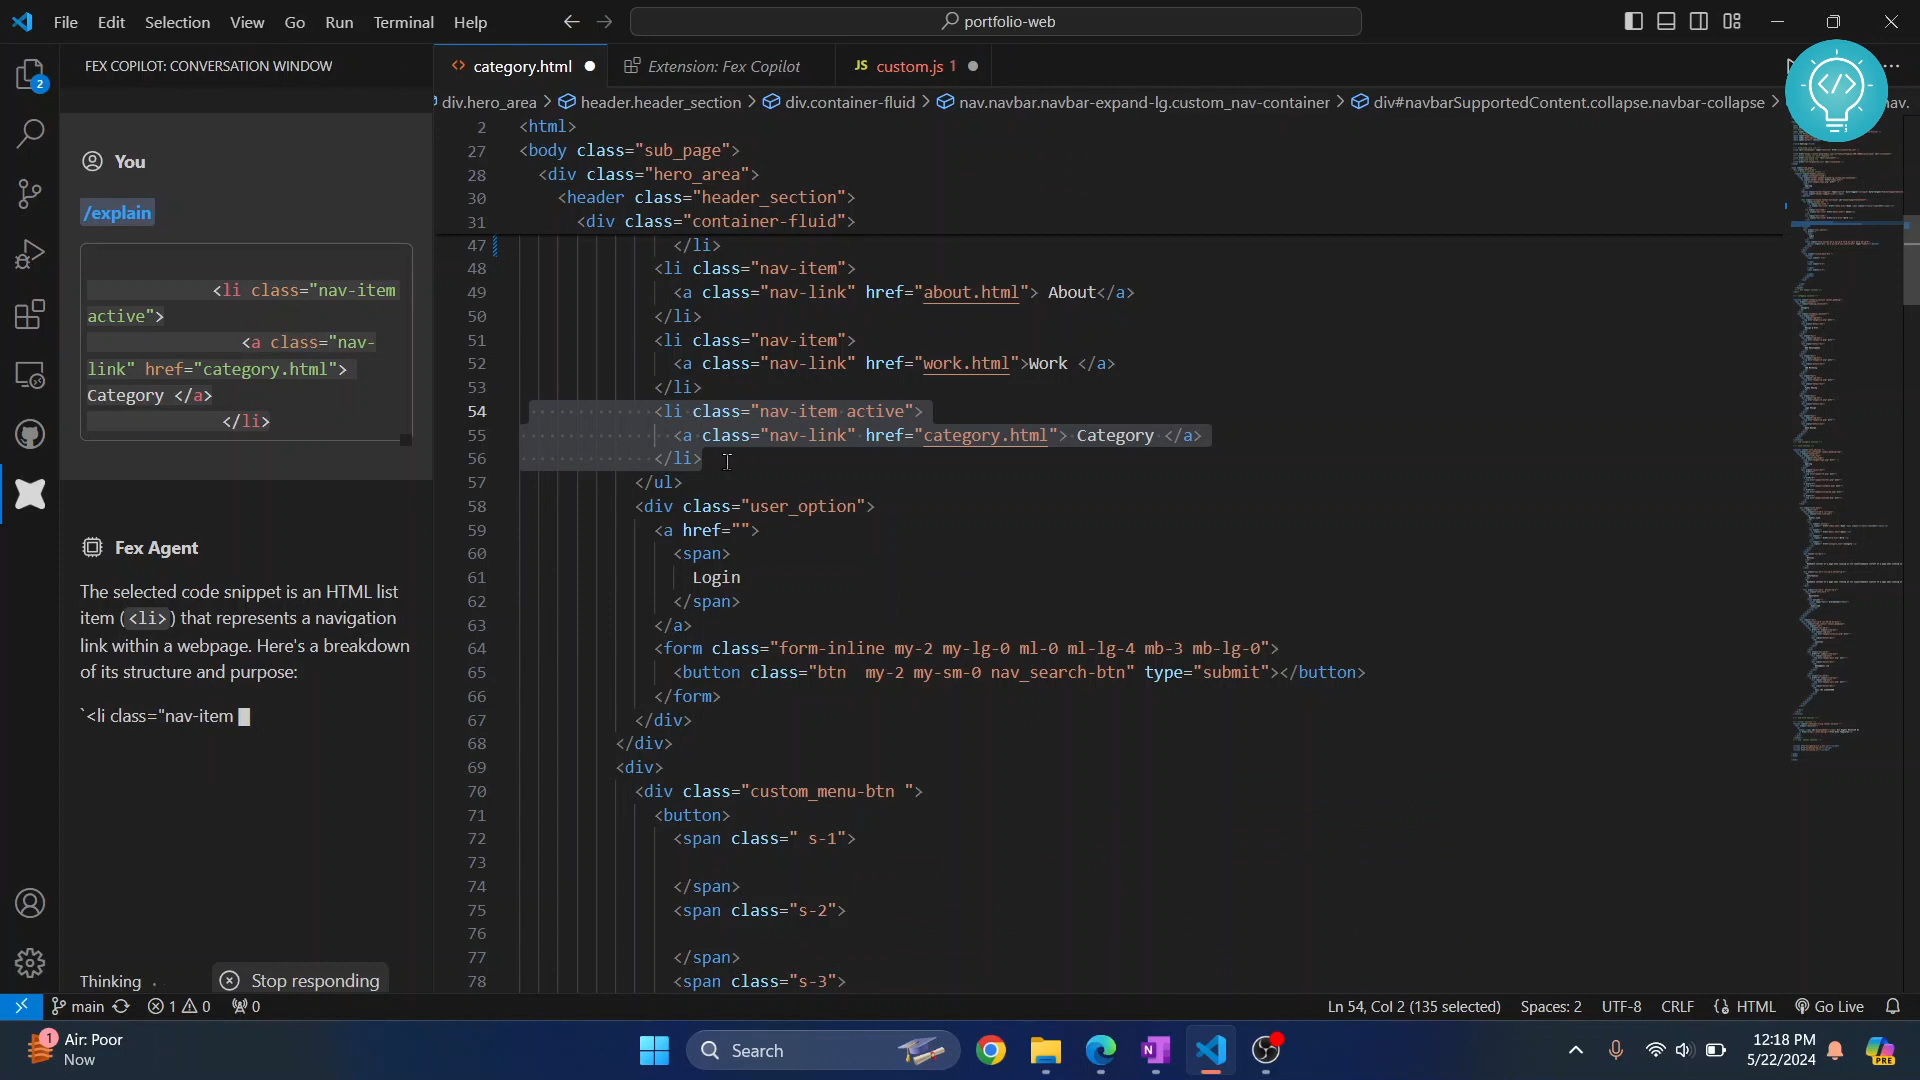 File Edit Selection View Go Run Terminal Help
portfolio-web
FEX COPILOT: CONVERSATION WINDOW
category.html
Extension: Fex Copilot
JS custom.js 1
div.hero_area > header.header_section > div.container-fluid > nav.navbar.navbar-expand-lg.custom_nav-container > div#navbarSupportedContent.collapse.navbar-collapse >
2
You
/explain
<li class="nav-item
active">
<a class="nav-
link" href="category.html">
Category </a>
</li>
Fex Agent
The selected code snippet is an HTML list
item (<li>) that represents a navigation
link within a webpage. Here's a breakdown
of its structure and purpose:
`<li class="nav-item
Thinking .
Stop responding
2 <html>
27 <body class="sub_page">
28 <div class="hero_area">
30 <header class="header_section">
31 <div class="container-fluid">
47 </li>
48 <li class="nav-item">
49 <a class="nav-link" href="about.html"> About</a>
50 </li>
51 <li class="nav-item">
52 <a class="nav-link" href="work.html">Work </a>
53 </li>
54 <li class="nav-item active">
55 <a class="nav-link" href="category.html"> Category </a>
56 </li>
57 </ul>
58 <div class="user_option">
59 <a href="">
60 <span>
61 Login
62 </span>
63 </a>
64 <form class="form-inline my-2 my-lg-0 ml-0 ml-lg-4 mb-3 mb-lg-0">
65 <button class="btn  my-2 my-sm-0 nav_search-btn" type="submit"></button>
66 </form>
67 </div>
68 </div>
69 <div>
70 <div class="custom_menu-btn ">
71 <button>
72 <span class=" s-1">
73
74 </span>
75 <span class="s-2">
76
77 </span>
78 <span class="s-3">
main
1 0
0
Ln 54, Col 2 (135 selected)
Spaces: 2
UTF-8
CRLF
HTML
Go Live
1
Air: Poor
Now
Search
12:18 PM
5/22/2024
PRE